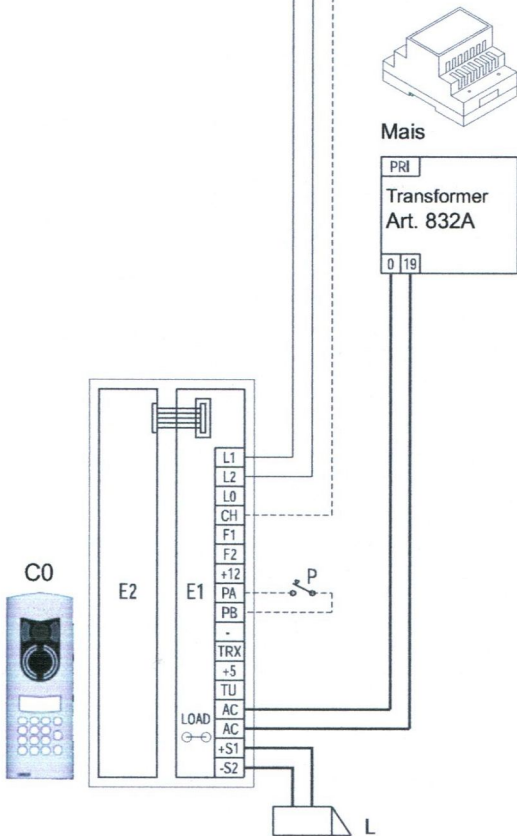 Mais
PRI
Transformer
Art. 832A
0 19
L1
L2
L0
CH
F1
F2
+12
PA
PB
-
TRX
+5
TU
AC
AC
+S1
-S2
LOAD
E2
E1
C0
P
L